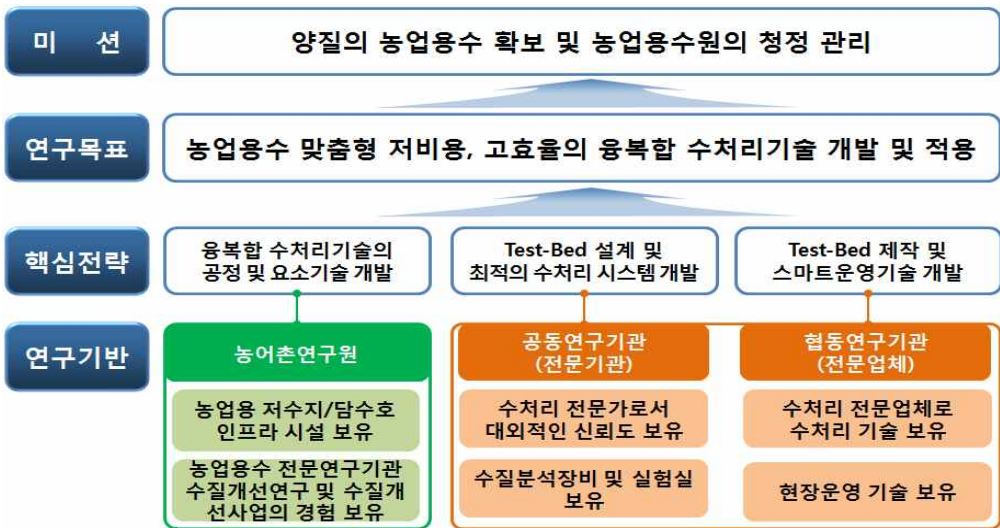 미 션
양질의 농업용수 확보 및 농업용수원의 청정 관리
연구목표
농업용수 맞춤형 저비용, 고효율의 융복합 수처리기술 개발 및 적용
핵심전략
융복합 수처리기술의
공정 및 요소기술 개발
Test-Bed 설계 및
최적의 수처리 시스템 개발
Test-Bed 제작 및
스마트운영기술 개발
연구기반
농어촌연구원
농업용 저수지/담수호
인프라 시설 보유
농업용수 전문연구기관
수질개선연구 및 수질개
선사업의 경험 보유
공동연구기관
(전문기관)
수처리 전문가로서
대외적인 신뢰도 보유
수질분석장비 및 실험실
보유
협동연구기관
(전문업체)
수처리 전문업체로
수처리 기술 보유
현장운영 기술 보유